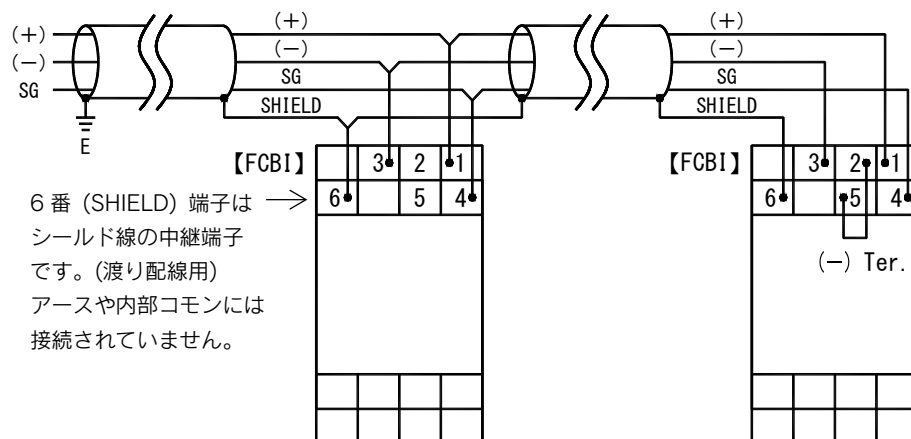 (+) (+) (+)
(−) (−) (−)
SG SG SG
SHIELD SHIELD
E
【FCBI】 3 2 1 【FCBI】 3 2 1
6 5 4 6 5 4
6番 (SHIELD) 端子は →
シールド線の中継端子
です。(渡り配線用)
アースや内部コモンには
接続されていません。
(−) Ter.